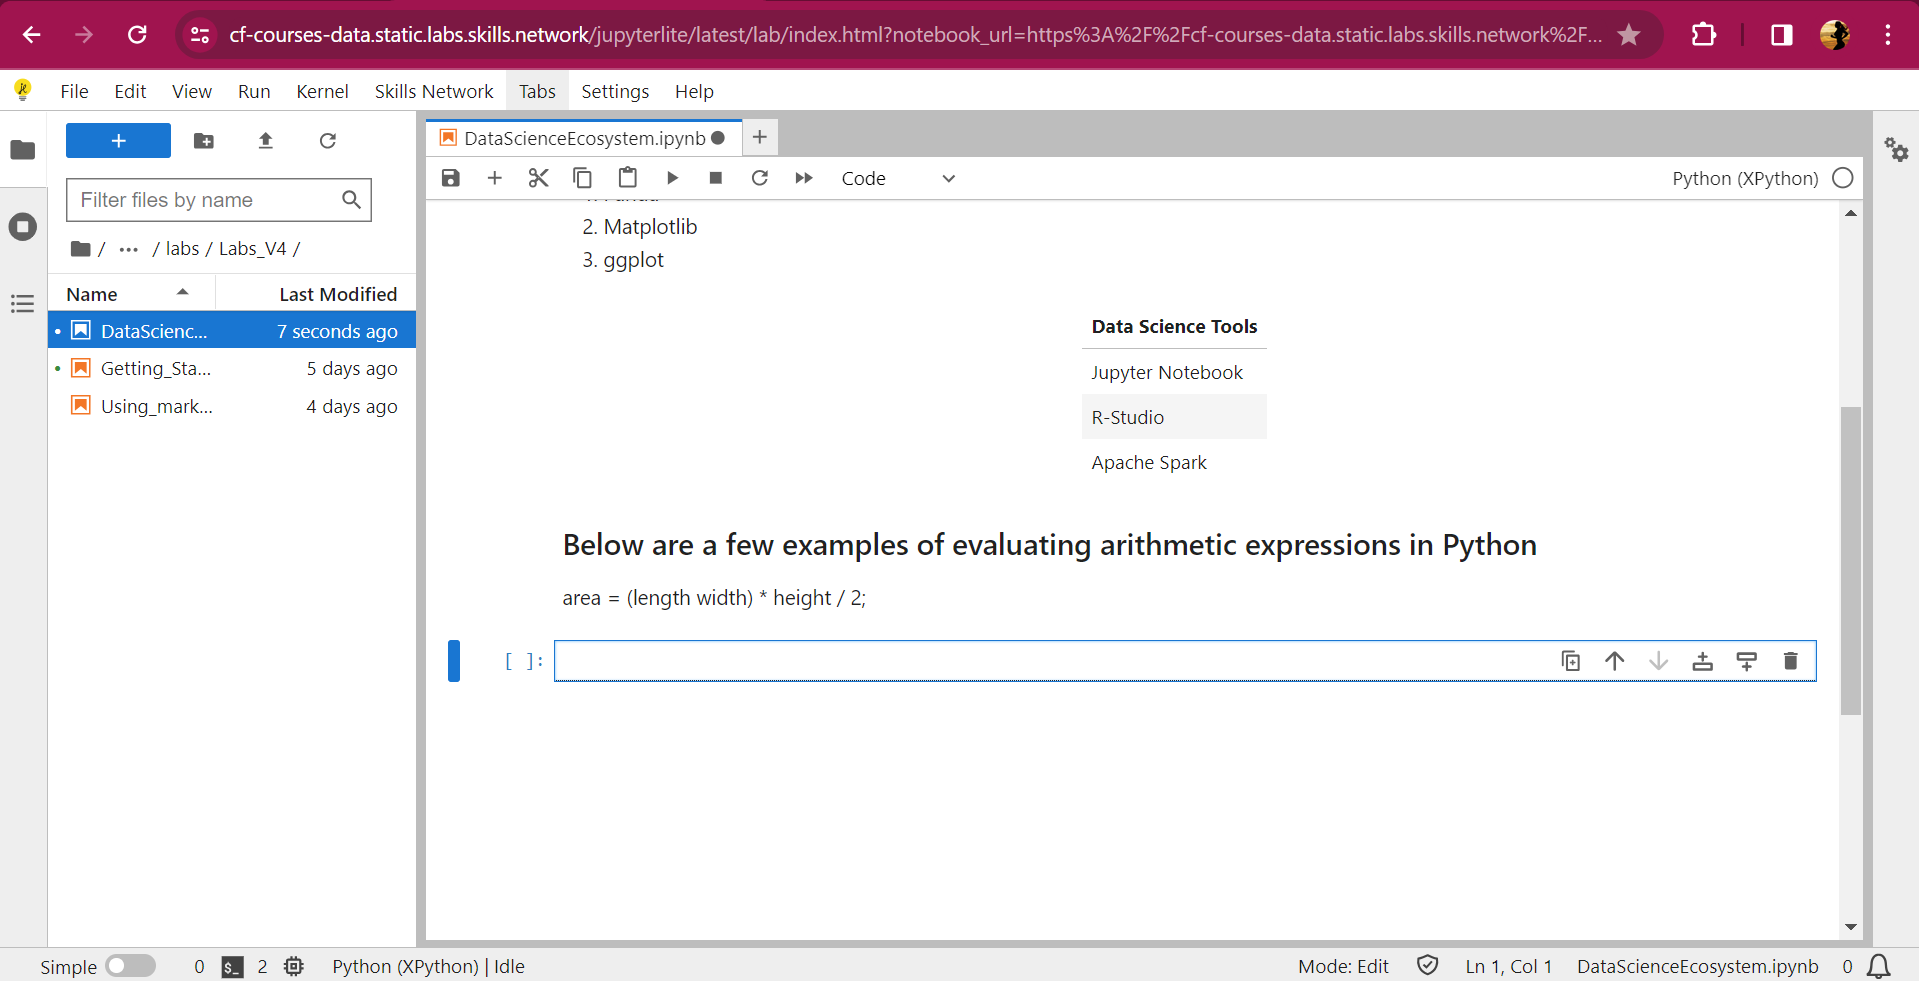 cf-courses-data.static.labs.skills.network/jupyterlite/latest/lab/index.html?notebook_url=https%3A%2F%2Fcf-courses-data.static.labs.skills.network%2F...
File Edit View Run Kernel Skills Network Tabs Settings Help
+
Filter files by name
/ ... / labs / Labs_V4 /
Name Last Modified
DataScienc... 7 seconds ago
Getting_Sta... 5 days ago
Using_mark... 4 days ago
DataScienceEcosystem.ipynb
Code
Python (XPython)
2. Matplotlib
3. ggplot
Data Science Tools
Jupyter Notebook
R-Studio
Apache Spark
Below are a few examples of evaluating arithmetic expressions in Python
area = (length width) * height / 2;
[ ]:
Simple 0 $_ 2 Python (XPython) | Idle
Mode: Edit Ln 1, Col 1 DataScienceEcosystem.ipynb 0